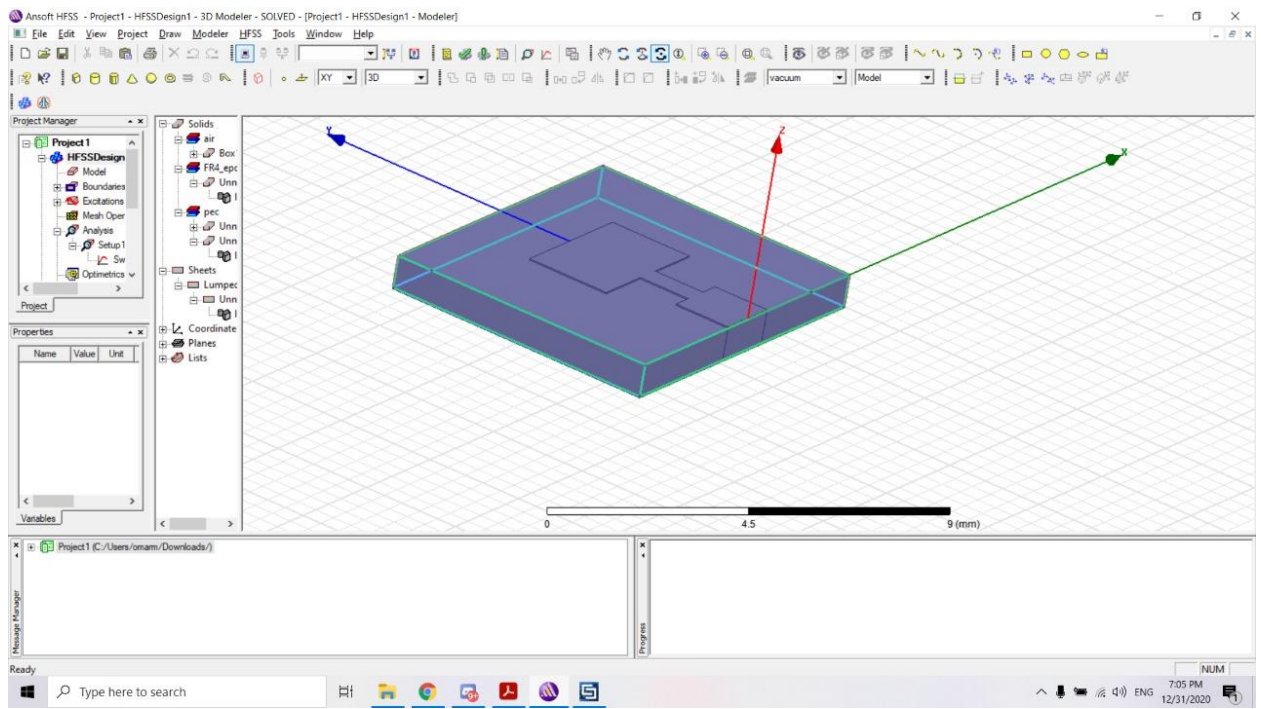 Ansoft HFSS - Project1 - HFSSDesign1 - 3D Modeler - SOLVED - [Project1 - HFSSDesign1 - Modeler]
File Edit View Project Draw Modeler HFSS Tools Window Help
XY 3D vacuum Model
Project Manager
Project1
HFSSDesign
Model
Boundaries
Excitations
Mesh Oper
Analysis
Setup1
Sw
Optimetrics
Project
Properties
Name Value Unit
Variables
Solids
air
Box
FR4_epc
Unn
pec
Unn
Unn
Sheets
Lumpec
Unn
Coordinate
Planes
Lists
Y
Z
X
0 4.5 9 (mm)
Project1 (C:/Users/omarn/Downloads/)
Message Manager
Progress
Ready
NUM
Type here to search
ENG
7:05 PM
12/31/2020
1